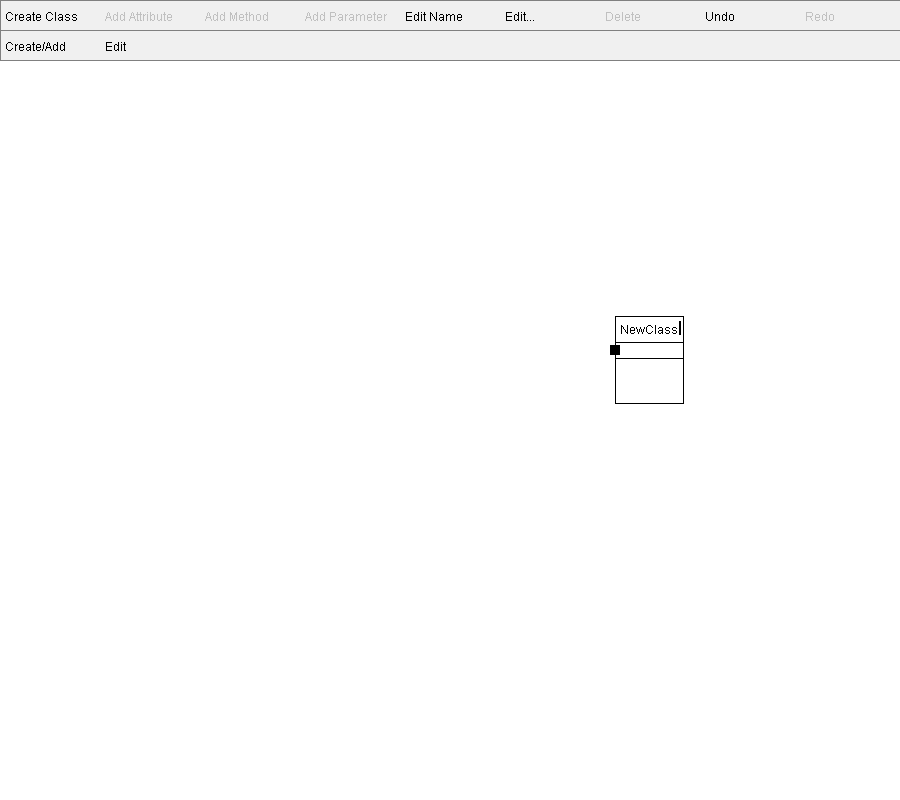 Create Class Add Attribute Add Method Add Parameter Edit Name Edit... Delete Undo Redo
Create/Add Edit
NewClass